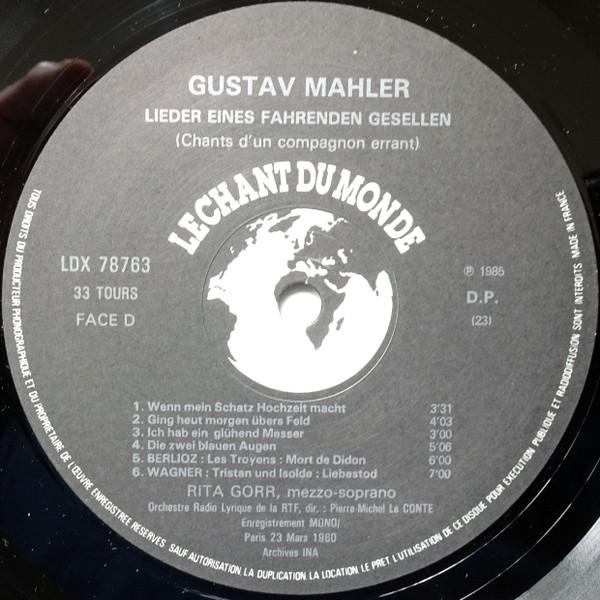 GUSTAV MAHLER
LIEDER EINES FAHRENDEN GESELLEN
(Chants d'un compagnon errant)
LE CHANT DU MONDE
LDX 78763
33 TOURS
FACE D
℗ 1985
D.P.
(23)
1. Wenn mein Schatz Hochzeit macht 3'31
2. Ging heut morgen übers Feld 4'03
3. Ich hab ein glühend Messer 3'00
4. Die zwei blauen Augen 5'06
5. BERLIOZ : Les Troyens : Mort de Didon 6'00
6. WAGNER : Tristan und Isolde : Liebestod 7'00
RITA GORR, mezzo-soprano
Orchestre Radio Lyrique de la RTF, dir. : Pierre-Michel Le CONTE
Enregistrement MONO/
Paris 23 Mars 1960
Archives INA
TOUS DROITS DU PRODUCTEUR PHONOGRAPHIQUE ET DU PROPRIETAIRE DE L'ŒUVRE ENREGISTREE RESERVES. SAUF AUTORISATION, LA DUPLICATION, LA LOCATION, LE PRET, L'UTILISATION DE CE DISQUE POUR EXECUTION PUBLIQUE ET RADIODIFFUSION SONT INTERDITS. MADE IN FRANCE